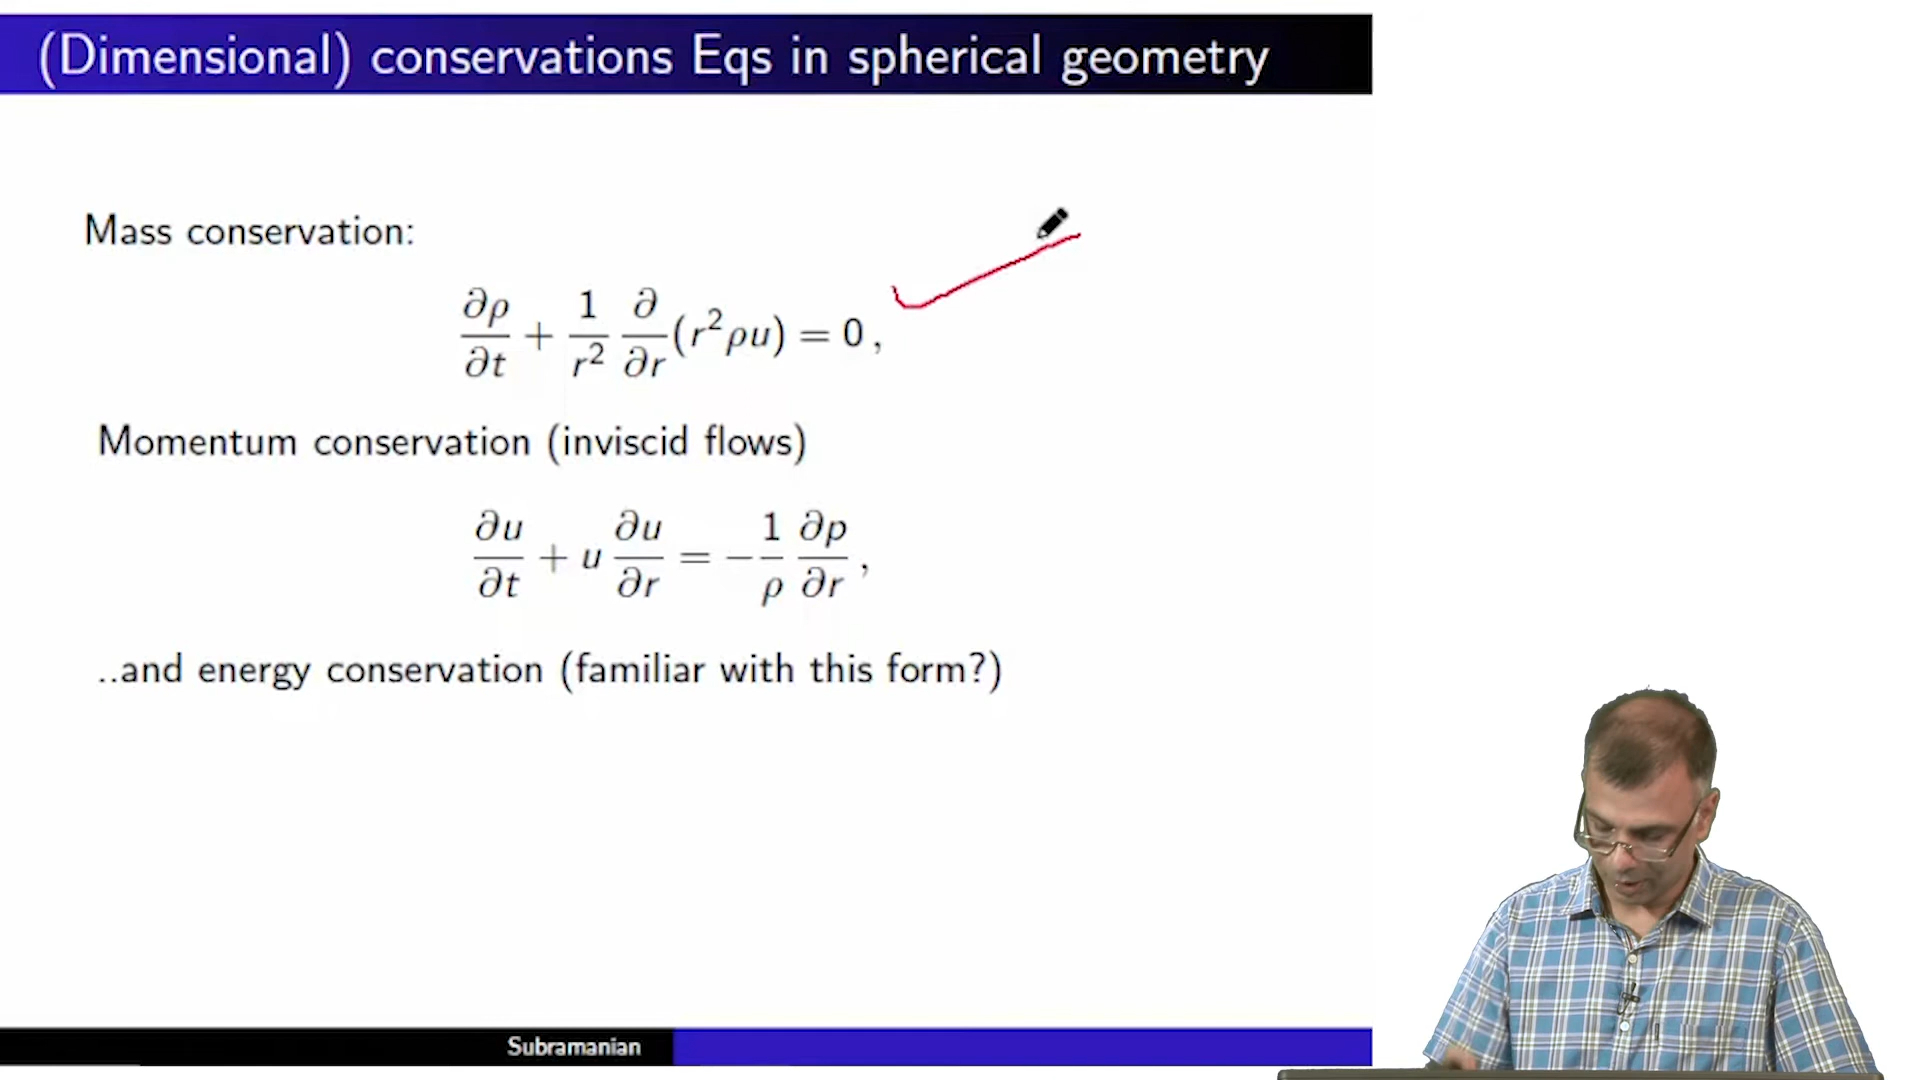 (Dimensional) conservations Eqs in spherical geometry
Mass conservation:
∂ρ/∂t + 1/r² ∂/∂r (r²ρu) = 0 ,
Momentum conservation (inviscid flows)
∂u/∂t + u ∂u/∂r = − 1/ρ ∂p/∂r ,
..and energy conservation (familiar with this form?)
Subramanian